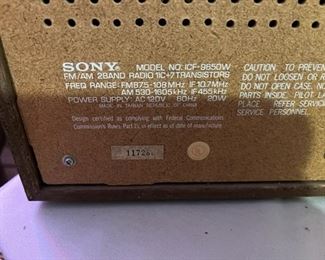 SONY MODEL NO. ICF-9650W
FM/AM 2BAND RADIO 1IC+7TRANSISTORS
FREQ. RANGE: FM 87.5-108MHz IF 10.7MHz
AM 530-1605kHz IF 455kHz
POWER SUPPLY: AC 120V 60Hz 20W
MADE IN TAIWAN REPUBLIC OF CHINA
Design certified as complying with Federal Communications
Commission's Rules, Part 15, in effect as of date of manufacture.
11726
CAUTION: TO PREVEN
DO NOT LOOSEN OR R
DO NOT OPEN CASE. NO
PARTS INSIDE. PILOT LA
PLACE. REFER SERVIC
SERVICE PERSONNEL.